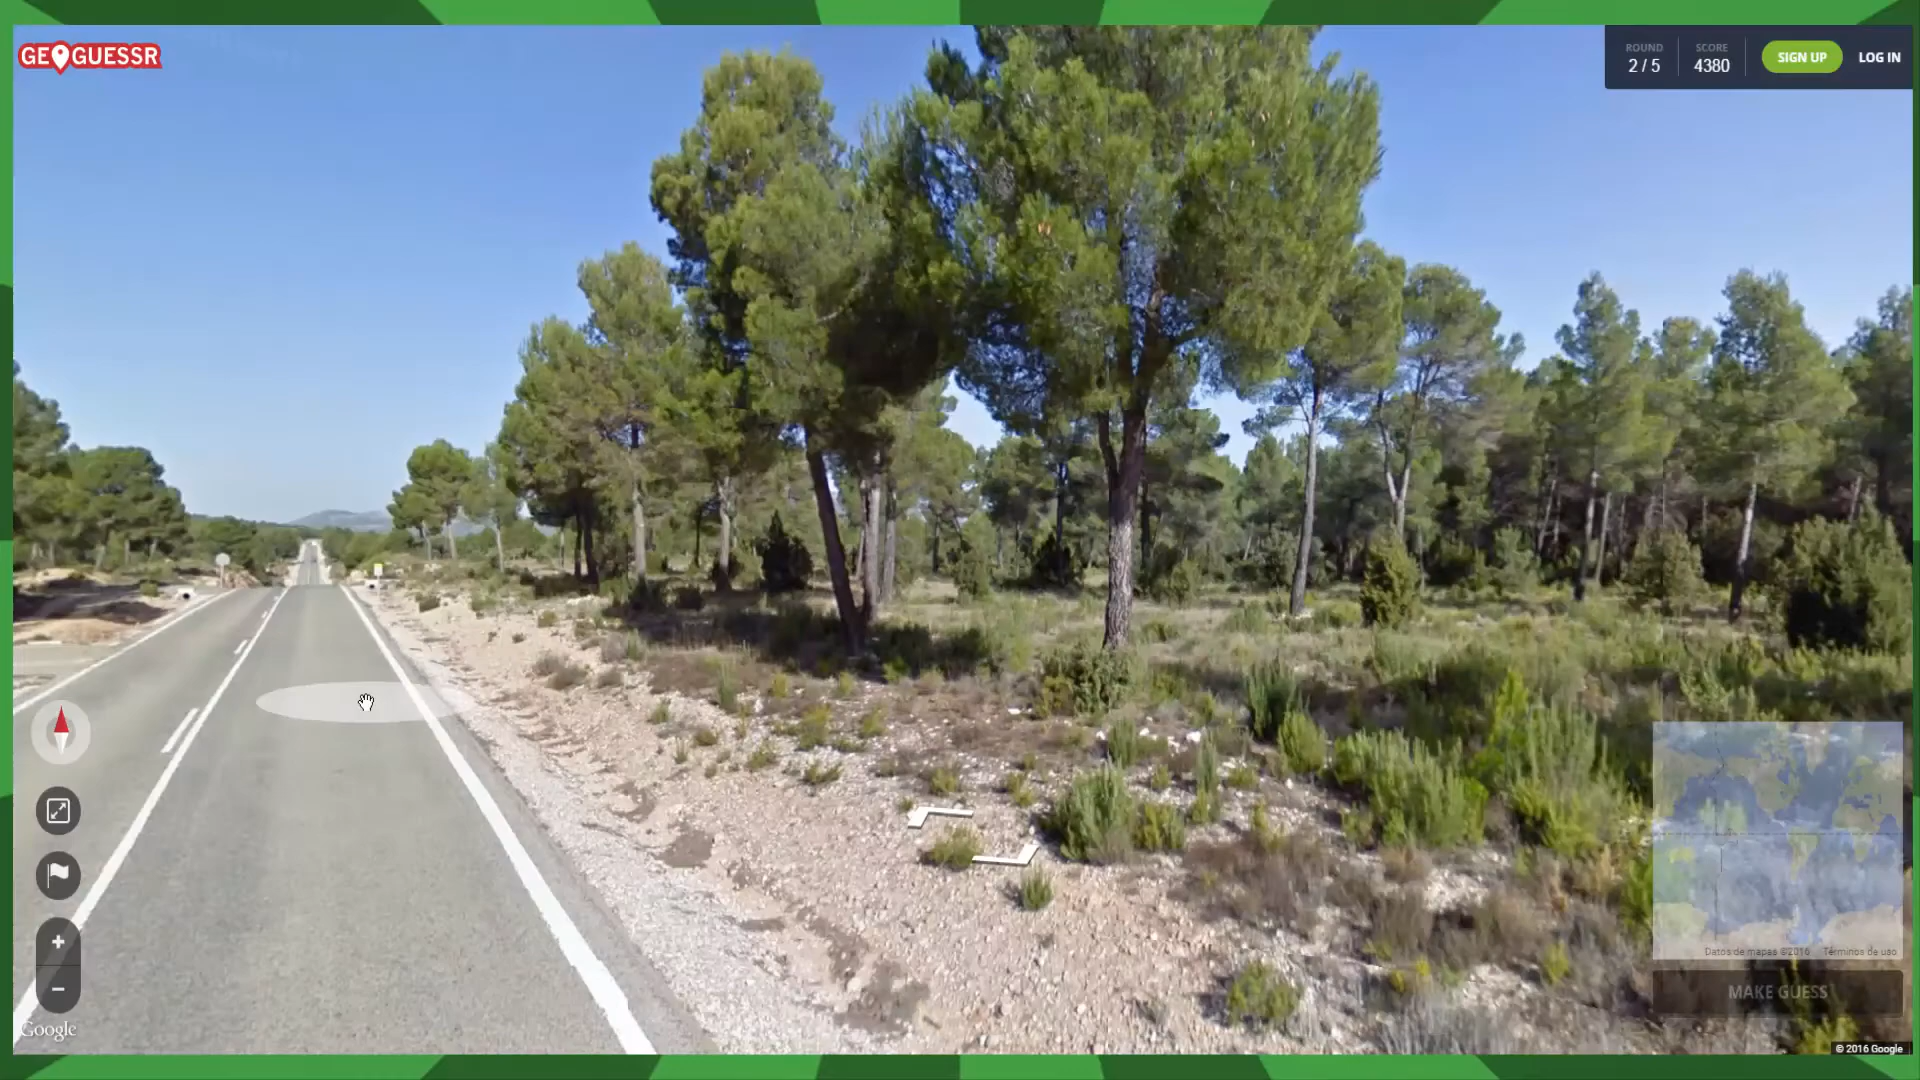 GEOGUESSR
ROUND
2 / 5
SCORE
4380
SIGN UP
LOG IN
Datos de mapas ©2016
Términos de uso
MAKE GUESS
Google
© 2016 Google